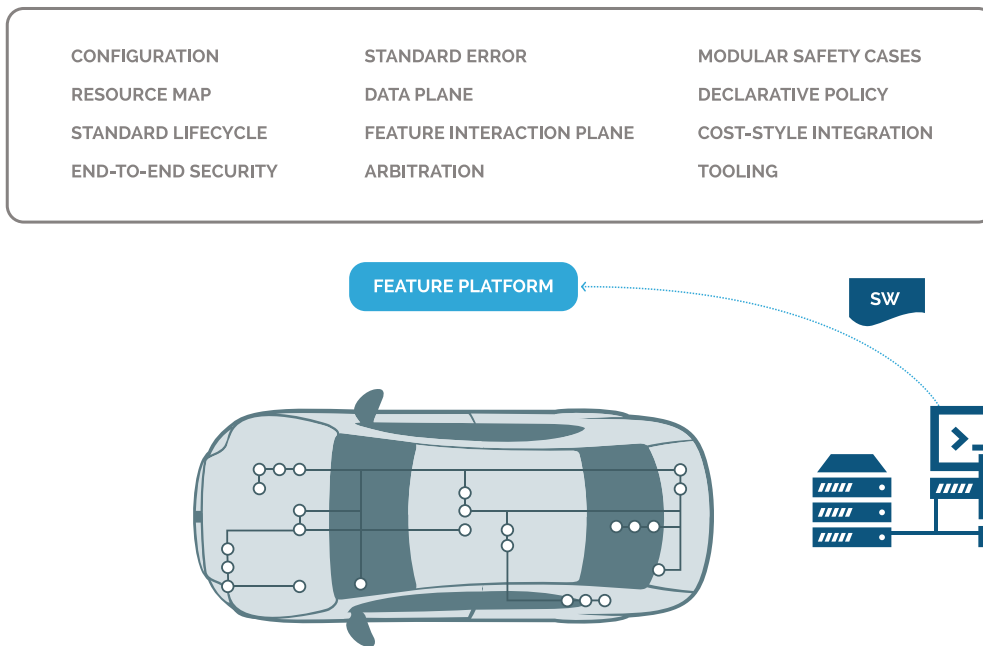 CONFIGURATION
RESOURCE MAP
STANDARD LIFECYCLE
END-TO-END SECURITY
STANDARD ERROR
DATA PLANE
FEATURE INTERACTION PLANE
ARBITRATION
MODULAR SAFETY CASES
DECLARATIVE POLICY
COST-STYLE INTEGRATION
TOOLING
FEATURE PLATFORM
SW